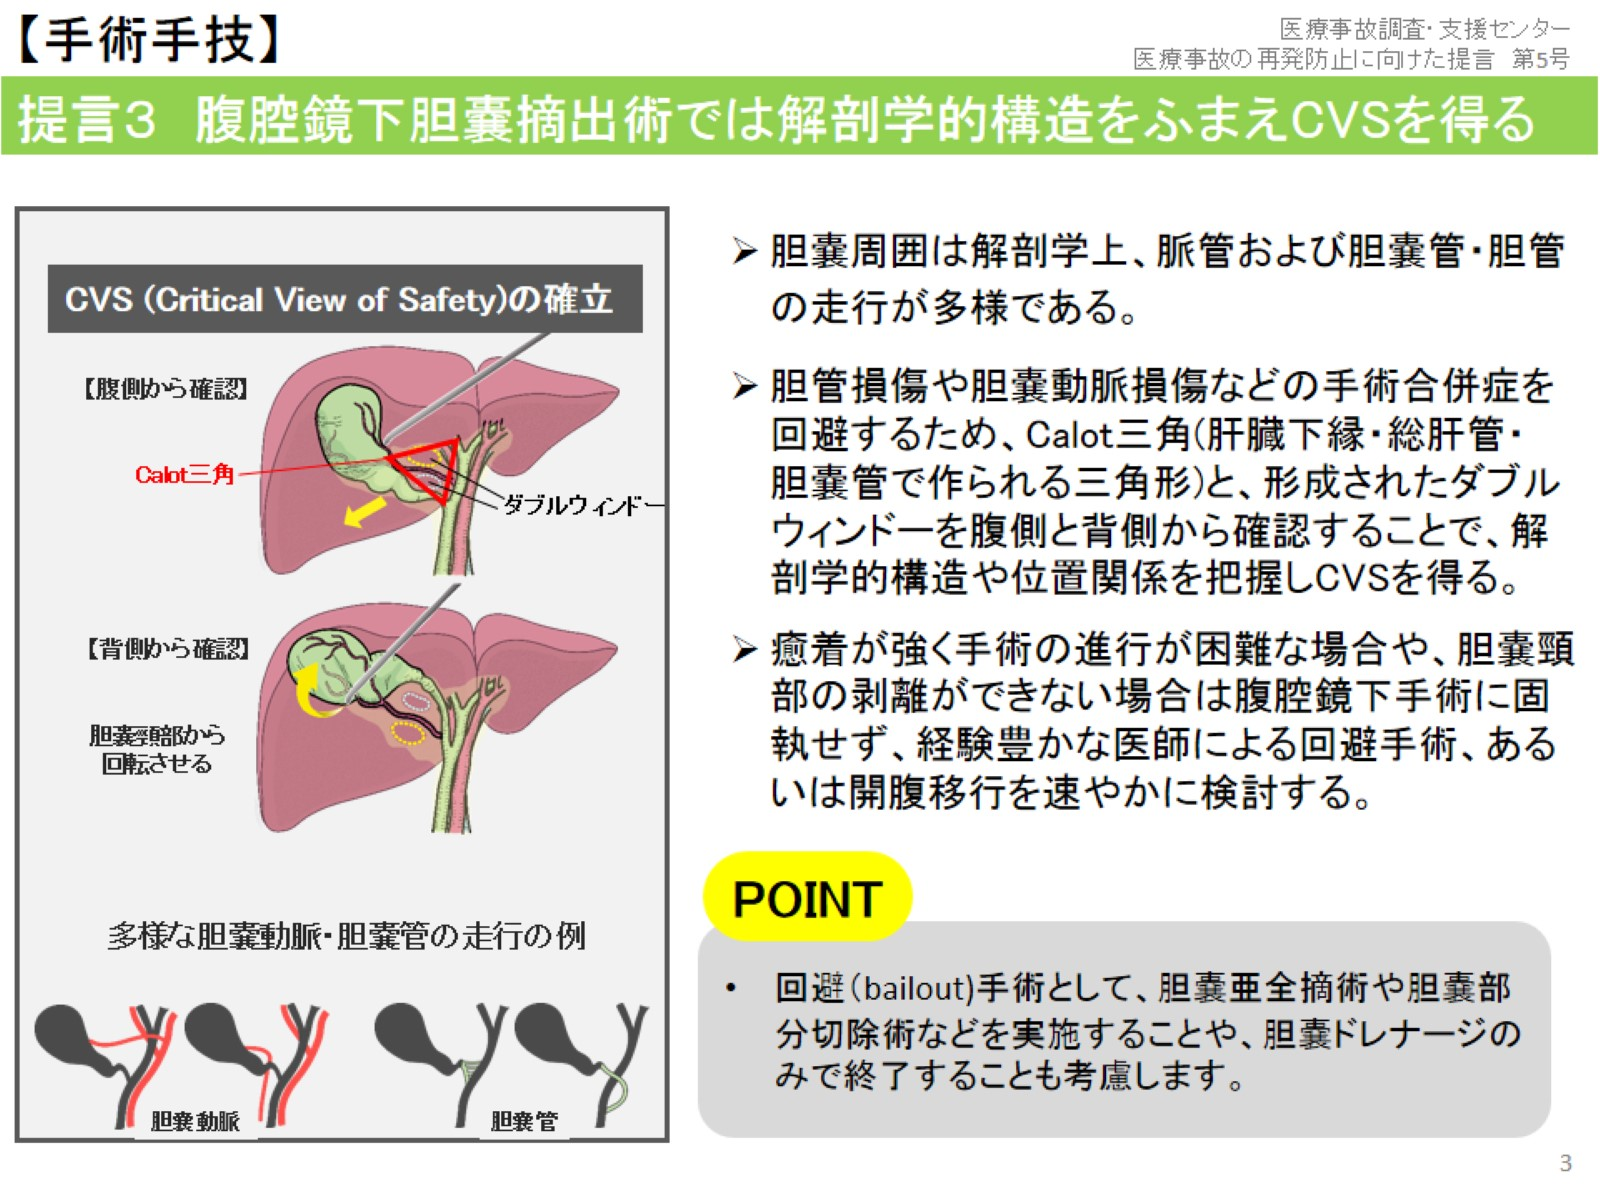 【手術手技】
医療事故調査・支援センター
医療事故の再発防止に向けた提言　第5号
提言３　腹腔鏡下胆嚢摘出術では解剖学的構造をふまえCVSを得る
CVS (Critical View of Safety)の確立
【腹側から確認】
Calot三角
ダブルウィンドー
【背側から確認】
胆嚢頸部から
回転させる
多様な胆嚢動脈・胆嚢管の走行の例
胆嚢動脈
胆嚢管
➢ 胆嚢周囲は解剖学上、脈管および胆嚢管・胆管
の走行が多様である。
➢ 胆管損傷や胆嚢動脈損傷などの手術合併症を
回避するため、Calot三角(肝臓下縁・総肝管・
胆嚢管で作られる三角形)と、形成されたダブル
ウィンドーを腹側と背側から確認することで、解
剖学的構造や位置関係を把握しCVSを得る。
➢ 癒着が強く手術の進行が困難な場合や、胆嚢頸
部の剥離ができない場合は腹腔鏡下手術に固
執せず、経験豊かな医師による回避手術、ある
いは開腹移行を速やかに検討する。
POINT
• 回避（bailout)手術として、胆嚢亜全摘術や胆嚢部
分切除術などを実施することや、胆嚢ドレナージの
みで終了することも考慮します。
3